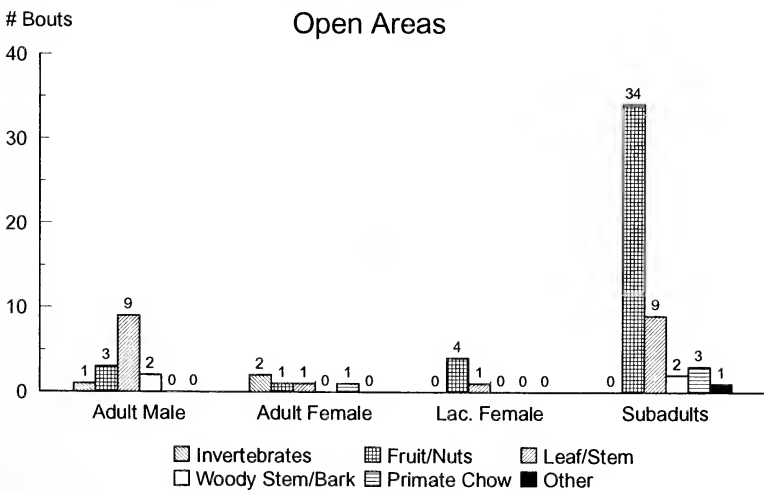 # Bouts
Open Areas
40
30
20
10
0
1 3 9 2 0 0
2 1 1 0 1 0
0 4 1 0 0 0
0 34 9 2 3 1
Adult Male Adult Female Lac. Female Subadults
Invertebrates Fruit/Nuts Leaf/Stem
Woody Stem/Bark Primate Chow Other